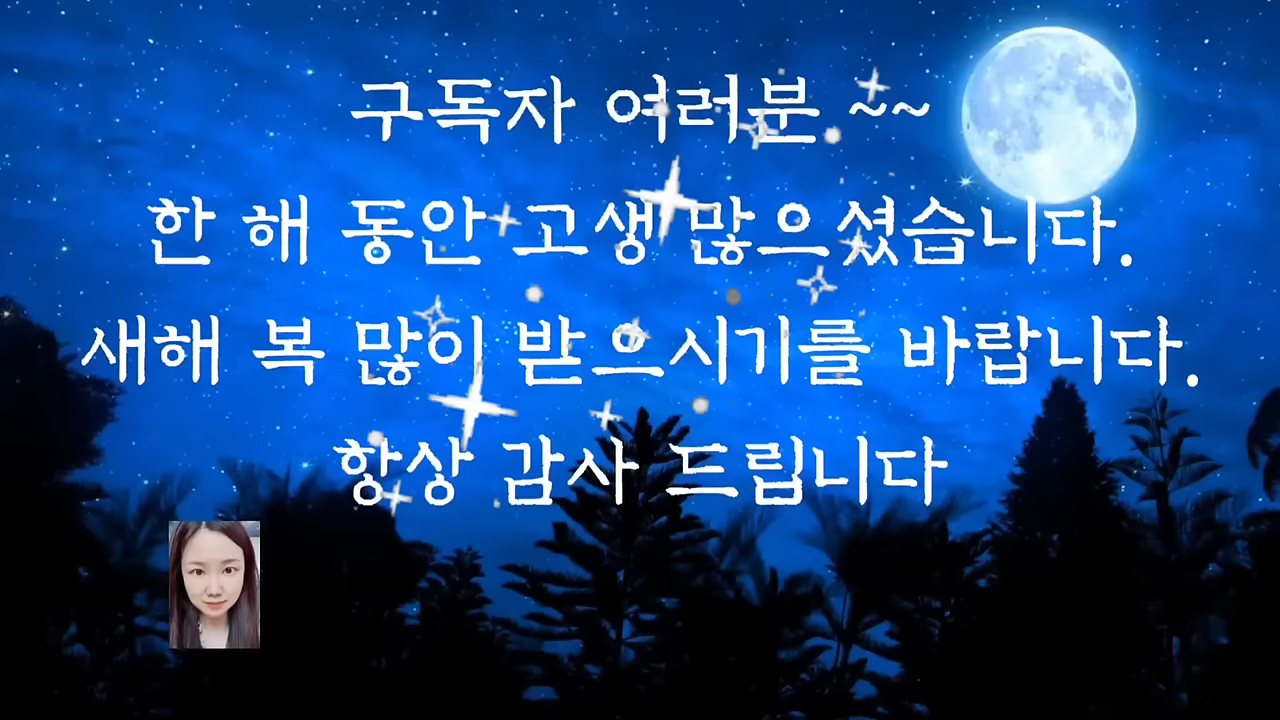 구독자 여러분 ~~
한 해 동안 고생 많으셨습니다.
새해 복 많이 받으시기를 바랍니다.
항상 감사 드립니다